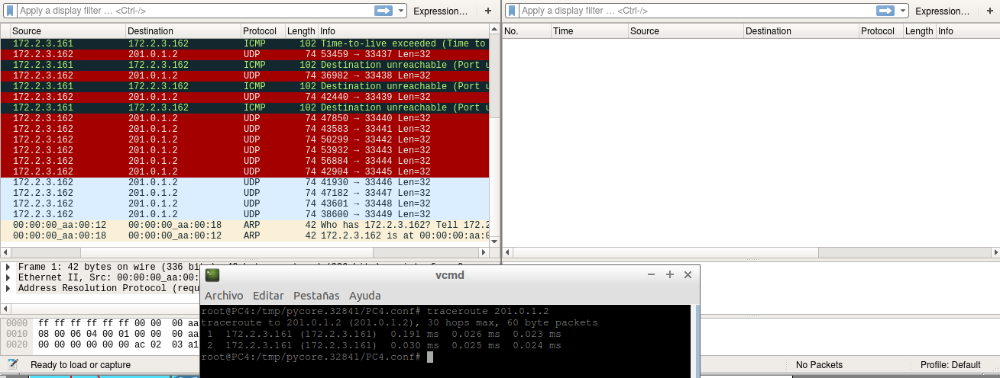 Apply a display filter ... <Ctrl-/> Expression… +
Apply a display filter ... <Ctrl-/> Expression… +
Source Destination Protocol Length Info
No. Time Source Destination Protocol Length Info
172.2.3.161 172.2.3.162 ICMP 102 Time-to-live exceeded (Time to
172.2.3.162 201.0.1.2 UDP 74 53459 → 33437 Len=32
172.2.3.161 172.2.3.162 ICMP 102 Destination unreachable (Port u
172.2.3.162 201.0.1.2 UDP 74 36982 → 33438 Len=32
172.2.3.161 172.2.3.162 ICMP 102 Destination unreachable (Port u
172.2.3.162 201.0.1.2 UDP 74 42440 → 33439 Len=32
172.2.3.161 172.2.3.162 ICMP 102 Destination unreachable (Port u
172.2.3.162 201.0.1.2 UDP 74 47850 → 33440 Len=32
172.2.3.162 201.0.1.2 UDP 74 43583 → 33441 Len=32
172.2.3.162 201.0.1.2 UDP 74 50299 → 33442 Len=32
172.2.3.162 201.0.1.2 UDP 74 53932 → 33443 Len=32
172.2.3.162 201.0.1.2 UDP 74 56884 → 33444 Len=32
172.2.3.162 201.0.1.2 UDP 74 42904 → 33445 Len=32
172.2.3.162 201.0.1.2 UDP 74 41930 → 33446 Len=32
172.2.3.162 201.0.1.2 UDP 74 47182 → 33447 Len=32
172.2.3.162 201.0.1.2 UDP 74 43601 → 33448 Len=32
172.2.3.162 201.0.1.2 UDP 74 38600 → 33449 Len=32
00:00:00_aa:00:12 00:00:00_aa:00:18 ARP 42 Who has 172.2.3.162? Tell 172.2
00:00:00_aa:00:18 00:00:00_aa:00:12 ARP 42 172.2.3.162 is at 00:00:00:aa:0
Frame 1: 42 bytes on wire (336 bit
Ethernet II, Src: 00:00:00_aa:00:
Address Resolution Protocol (requ
0000 ff ff ff ff ff ff 00 00 00 aa
0010 08 00 06 04 00 01 00 00 00 aa
0020 00 00 00 00 00 00 ac 02 03 a1
Ready to load or capture
vcmd
Archivo Editar Pestañas Ayuda
root@PC4:/tmp/pycore.32841/PC4.conf# traceroute 201.0.1.2
traceroute to 201.0.1.2 (201.0.1.2), 30 hops max, 60 byte packets
1 172.2.3.161 (172.2.3.161) 0.191 ms 0.026 ms 0.023 ms
2 172.2.3.161 (172.2.3.161) 0.030 ms 0.025 ms 0.024 ms
root@PC4:/tmp/pycore.32841/PC4.conf#
No Packets Profile: Default